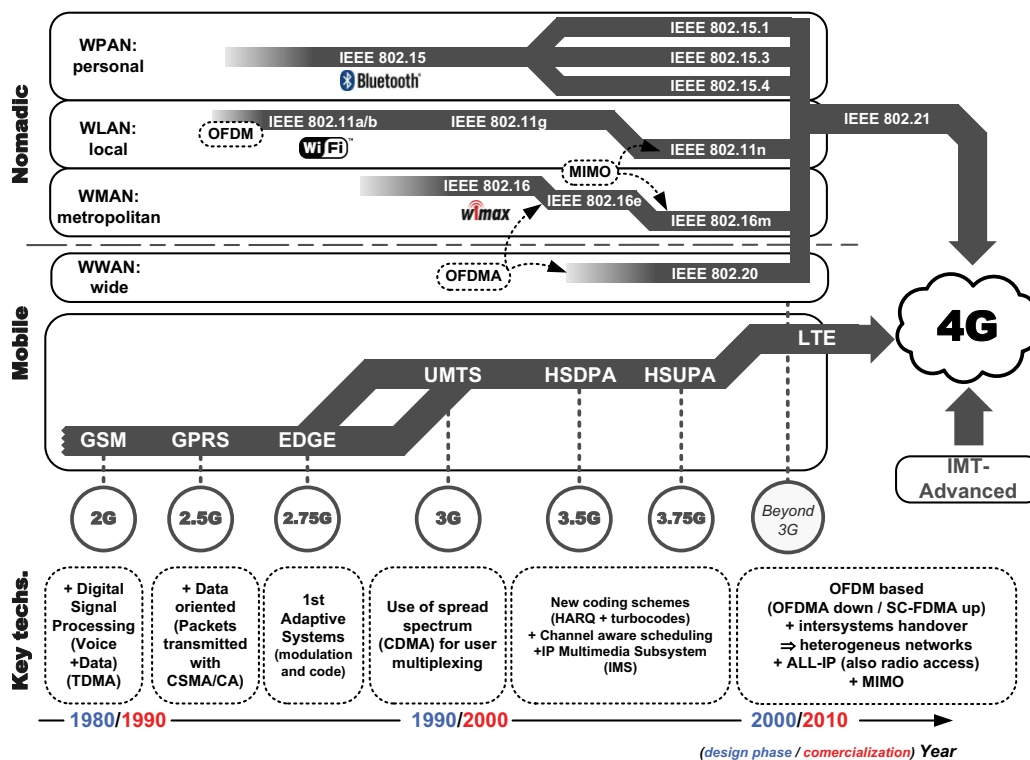 Nomadic
WPAN:
personal
IEEE 802.15
Bluetooth®
IEEE 802.15.1
IEEE 802.15.3
IEEE 802.15.4
WLAN:
local
OFDM
IEEE 802.11a/b
IEEE 802.11g
WiFi™
IEEE 802.11n
IEEE 802.21
MIMO
WMAN:
metropolitan
IEEE 802.16
wimax
IEEE 802.16e
IEEE 802.16m
Mobile
WWAN:
wide
OFDMA
IEEE 802.20
4G
LTE
UMTS
HSDPA
HSUPA
GSM
GPRS
EDGE
IMT-
Advanced
2G
2.5G
2.75G
3G
3.5G
3.75G
Beyond
3G
Key techs.
+ Digital
Signal
Processing
(Voice
+Data)
(TDMA)
+ Data
oriented
(Packets
transmitted
with
CSMA/CA)
1st
Adaptive
Systems
(modulation
and code)
Use of spread
spectrum
(CDMA) for user
multiplexing
New coding schemes
(HARQ + turbocodes)
+ Channel aware scheduling
+IP Multimedia Subsystem
(IMS)
OFDM based
(OFDMA down / SC-FDMA up)
+ intersystems handover
⇒ heterogeneus networks
+ ALL-IP (also radio access)
+ MIMO
1980/1990
1990/2000
2000/2010
(design phase / comercialization) Year